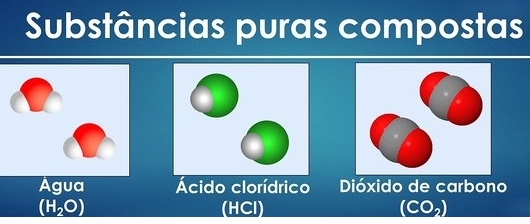 Substâncias puras compostas
Água
(H₂O)
Ácido clorídrico
(HCl)
Dióxido de carbono
(CO₂)